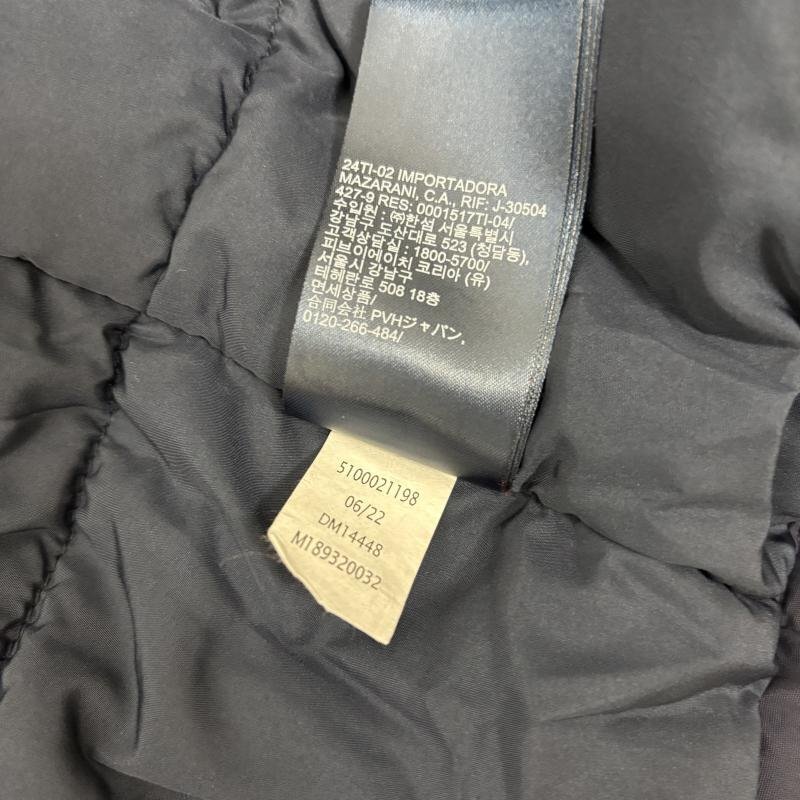 24TI-02 IMPORTADORA
MAZARANI, C.A., RIF: J-30504
427-9 RES: 0001517TI-04/
수입원 : ㈜한섬 서울특별시
강남구 도산대로 523 (청담동),
고객상담실 : 1800-5700/
피브이에이치 코리아 (유)
서울시 강남구
테헤란로 508 18층
면세상품/
合同会社 PVHジャパン,
0120-266-484/
5100021198
06/22
DM14448
M189320032